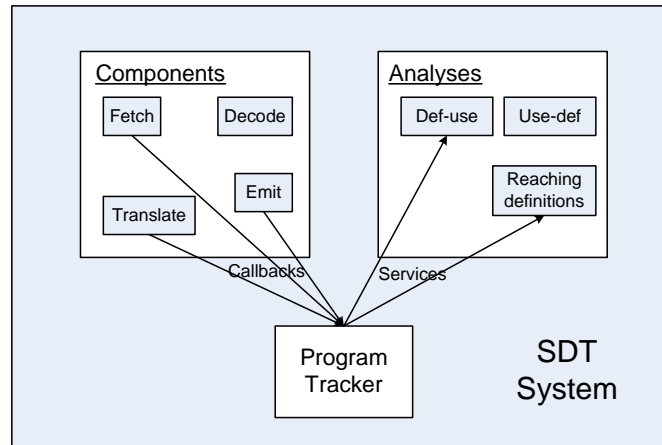 Components
Fetch
Decode
Translate
Emit
Analyses
Def-use
Use-def
Reaching
definitions
Callbacks
Services
Program
Tracker
SDT
System